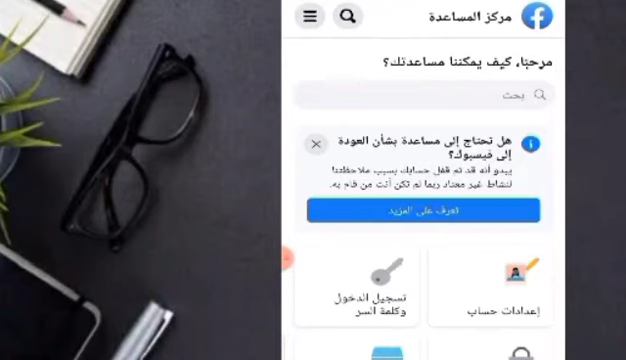 مركز المساعدة
مرحبًا، كيف يمكننا مساعدتك؟
بحث
هل تحتاج إلى مساعدة بشأن العودة
إلى فيسبوك؟
يبدو أنه قد تم قفل حسابك بسبب ملاحظتنا
لنشاط غير معتاد ربما لم تكن أنت من قام به.
تعرف على المزيد
إعدادات حساب
تسجيل الدخول
وكلمة السر